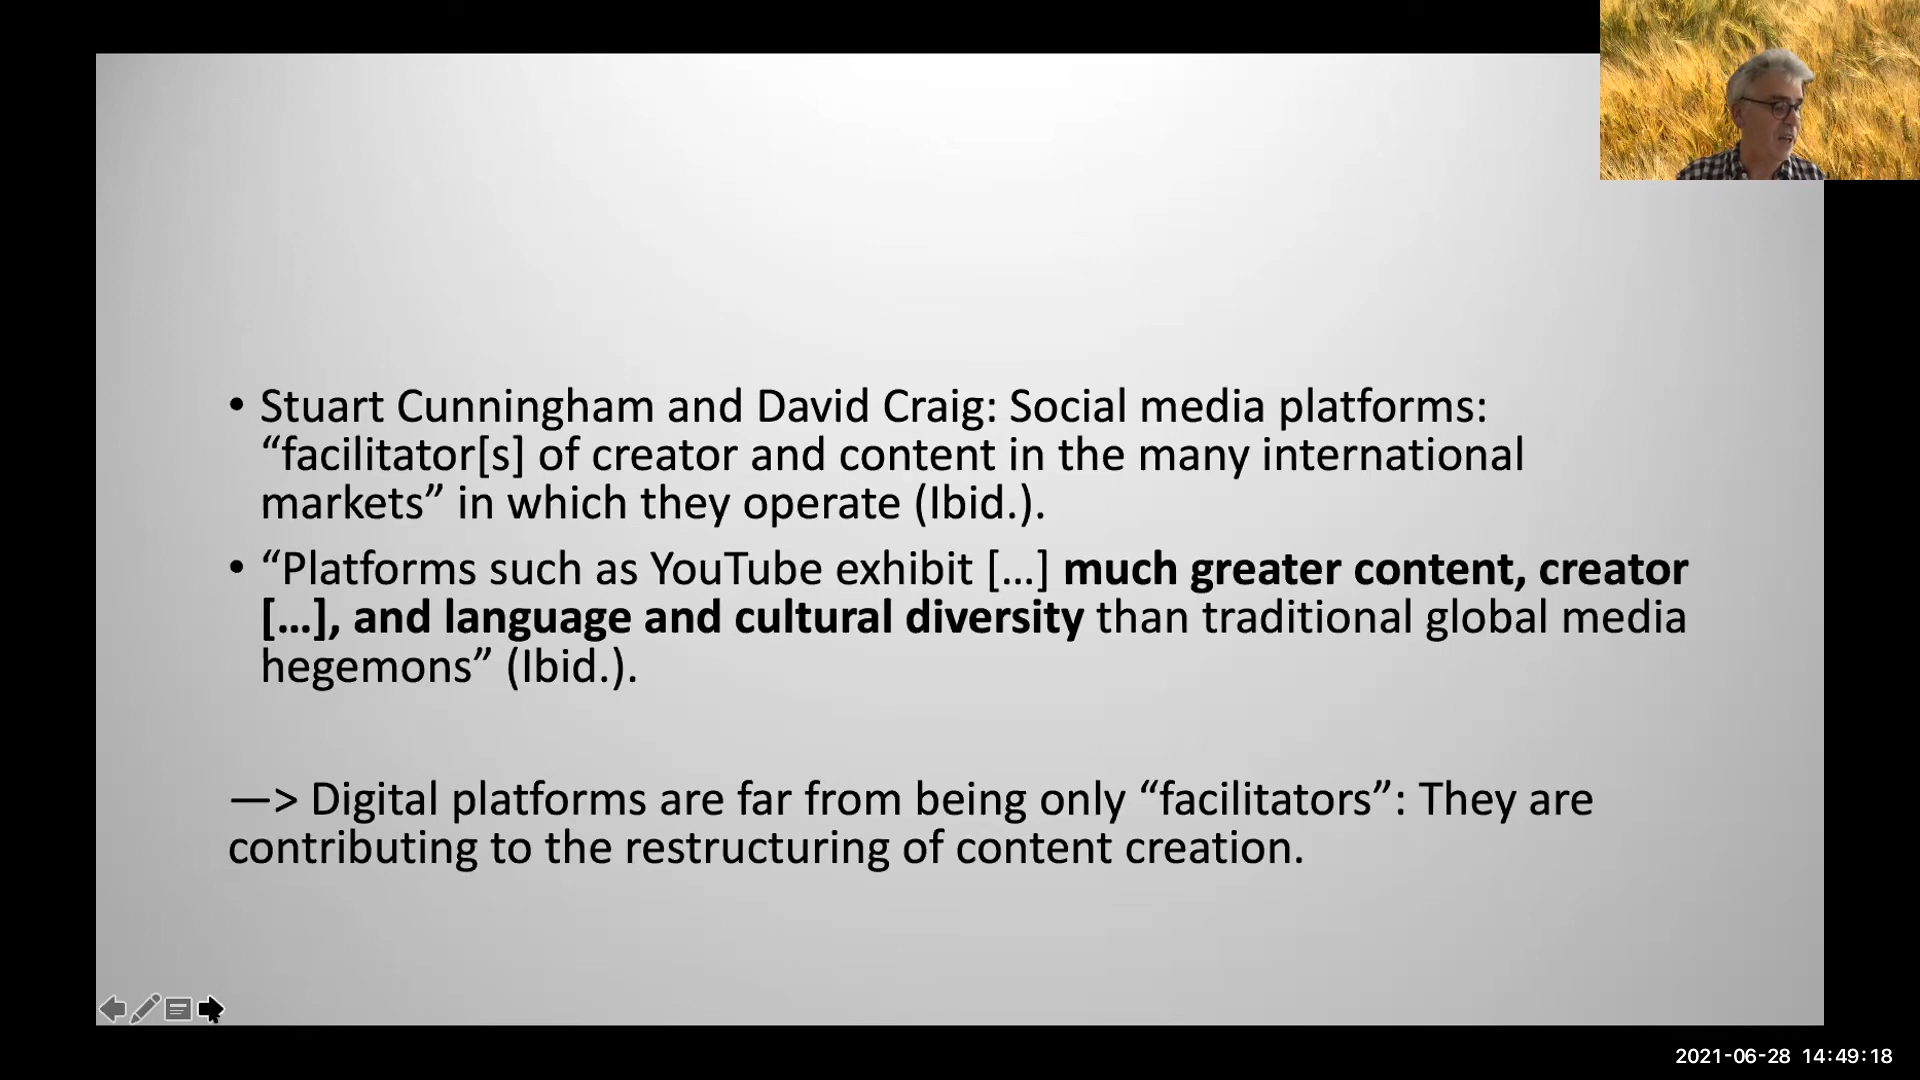 • Stuart Cunningham and David Craig: Social media platforms:
“facilitator[s] of creator and content in the many international
markets” in which they operate (Ibid.).
• “Platforms such as YouTube exhibit […] much greater content, creator
[…], and language and cultural diversity than traditional global media
hegemons” (Ibid.).
—> Digital platforms are far from being only “facilitators”: They are
contributing to the restructuring of content creation.
2021-06-28 14:49:18